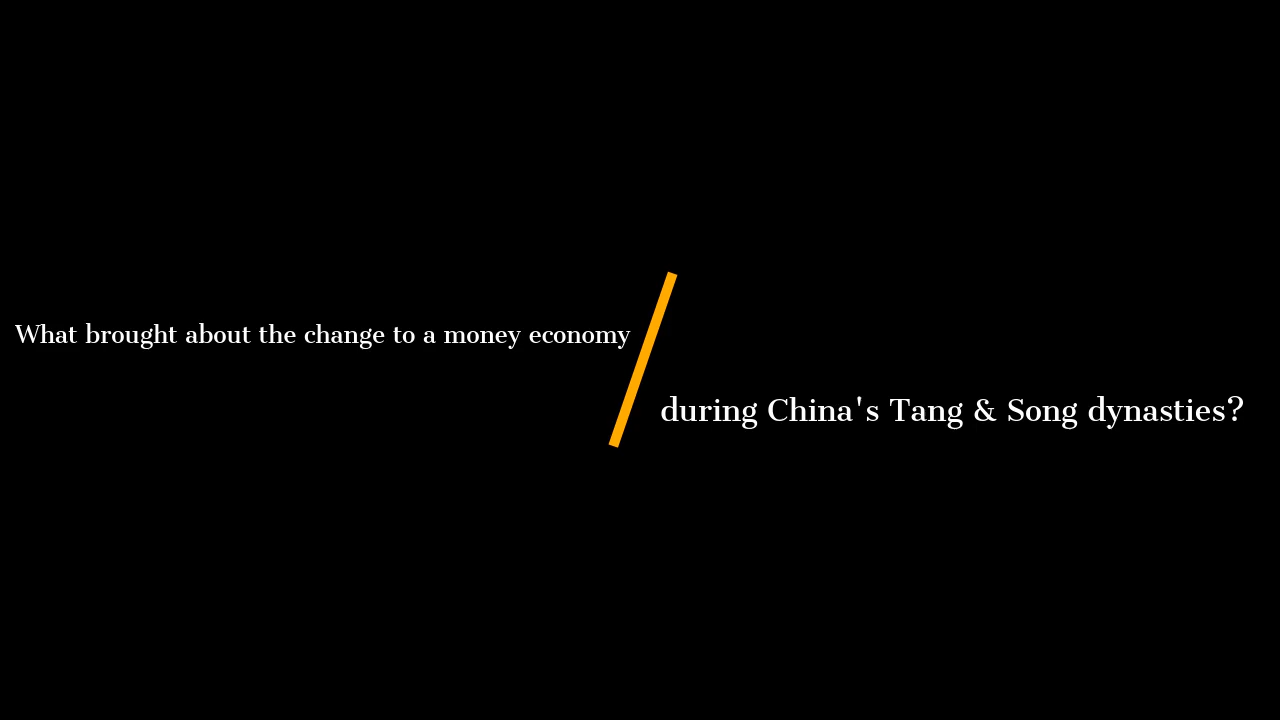 What brought about the change to a money economy
during China's Tang & Song dynasties?